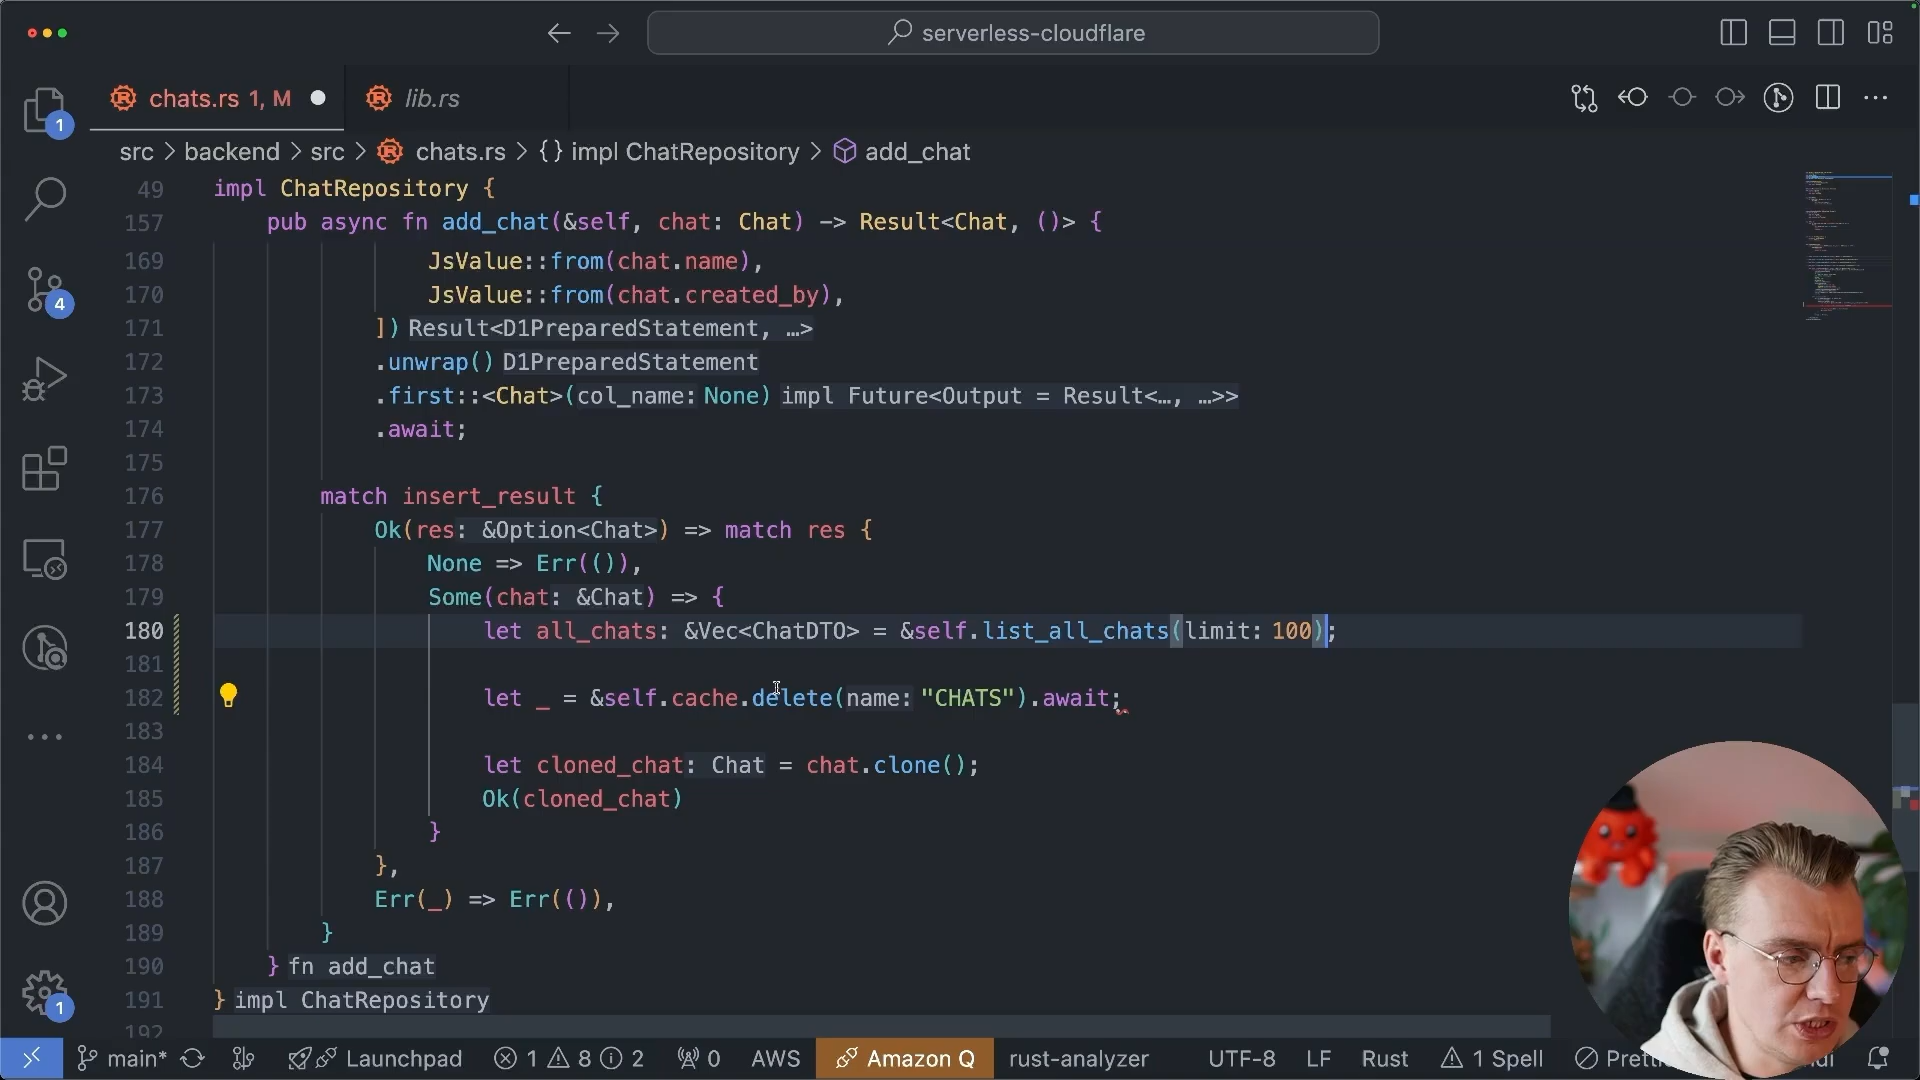 serverless-cloudflare
chats.rs 1, M
lib.rs
src > backend > src > chats.rs > {} impl ChatRepository > add_chat
49 impl ChatRepository {
157 pub async fn add_chat(&self, chat: Chat) -> Result<Chat, ()> {
169 JsValue::from(chat.name),
170 JsValue::from(chat.created_by),
171 ]) Result<D1PreparedStatement, …>
172 .unwrap() D1PreparedStatement
173 .first::<Chat>(col_name: None) impl Future<Output = Result<…, …>>
174 .await;
175
176 match insert_result {
177 Ok(res: &Option<Chat>) => match res {
178 None => Err(()),
179 Some(chat: &Chat) => {
180 let all_chats: &Vec<ChatDTO> = &self.list_all_chats(limit: 100);
181
182 let _ = &self.cache.delete(name: "CHATS").await;
183
184 let cloned_chat: Chat = chat.clone();
185 Ok(cloned_chat)
186 }
187 },
188 Err(_) => Err(()),
189 }
190 } fn add_chat
191 } impl ChatRepository
192
1
4
1
main* Launchpad 1 8 2 0 AWS Amazon Q rust-analyzer UTF-8 LF Rust 1 Spell